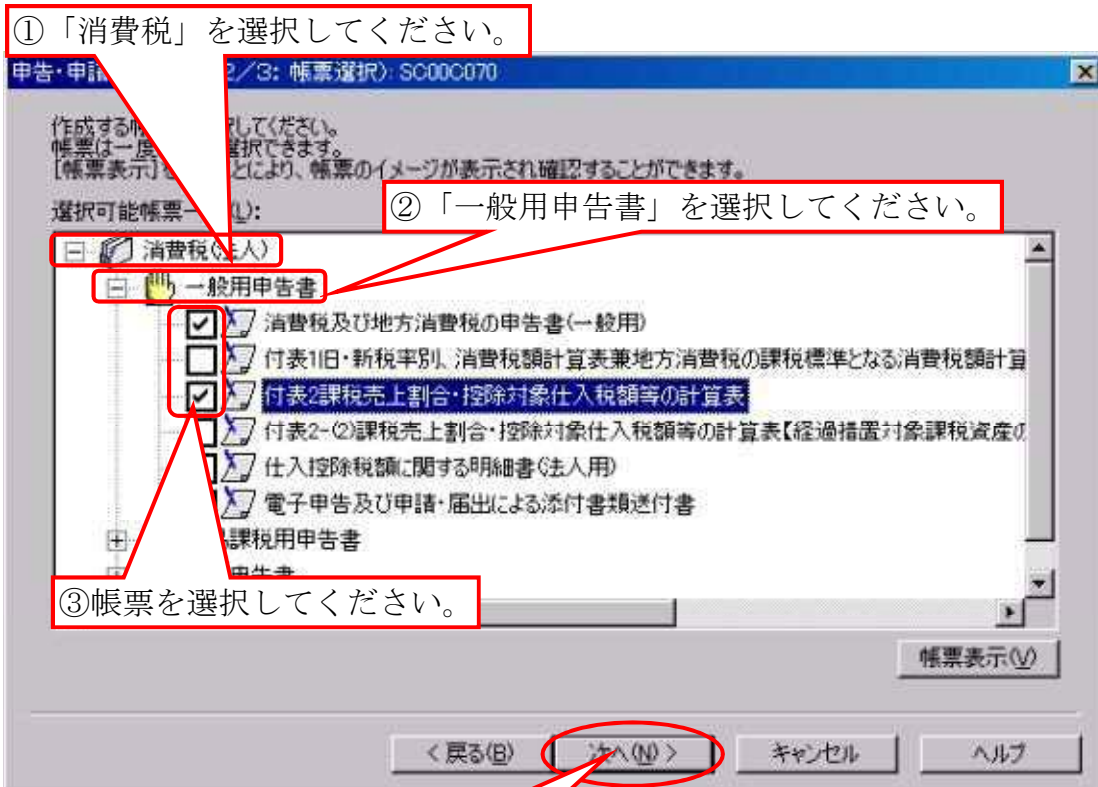 ①「消費税」を選択してください。
申告・申請 2/3: 帳票選択): SC00C070
作成する帳 択してください。
帳票は一度 選択できます。
[帳票表示]を ことにより、帳票のイメージが表示され確認することができます。
選択可能帳票一 (L):
②「一般用申告書」を選択してください。
消費税(法人)
一般用申告書
消費税及び地方消費税の申告書(一般用)
付表1旧・新税率別、消費税額計算表兼地方消費税の課税標準となる消費税額計算
付表2課税売上割合・控除対象仕入税額等の計算表
付表2-(2)課税売上割合・控除対象仕入税額等の計算表【経過措置対象課税資産の
仕入控除税額に関する明細書(法人用)
電子申告及び申請・届出による添付書類送付書
課税用申告書
申告書
③帳票を選択してください。
帳票表示(V)
< 戻る(B) 次へ(N) > キャンセル ヘルプ